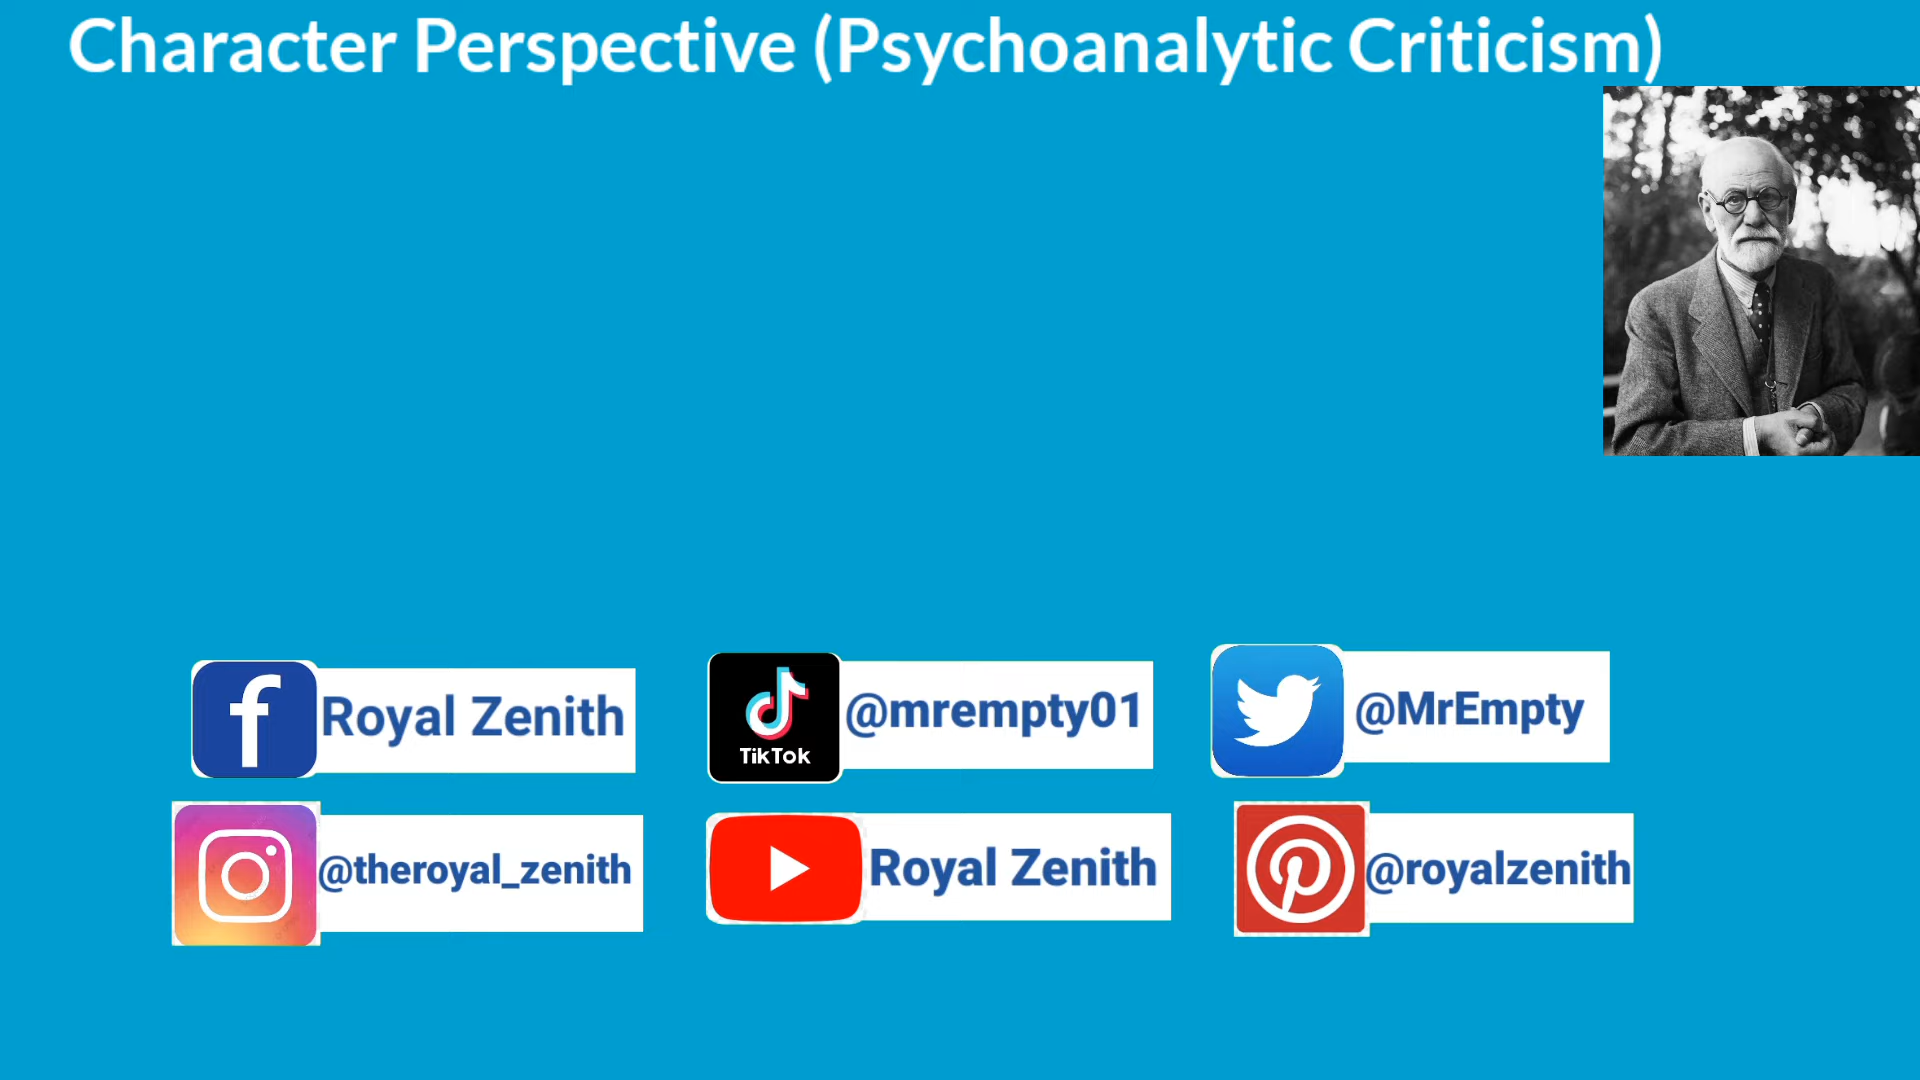 Character Perspective (Psychoanalytic Criticism)
f Royal Zenith
TikTok
@mrempty01
@MrEmpty
@theroyal_zenith
Royal Zenith
@royalzenith